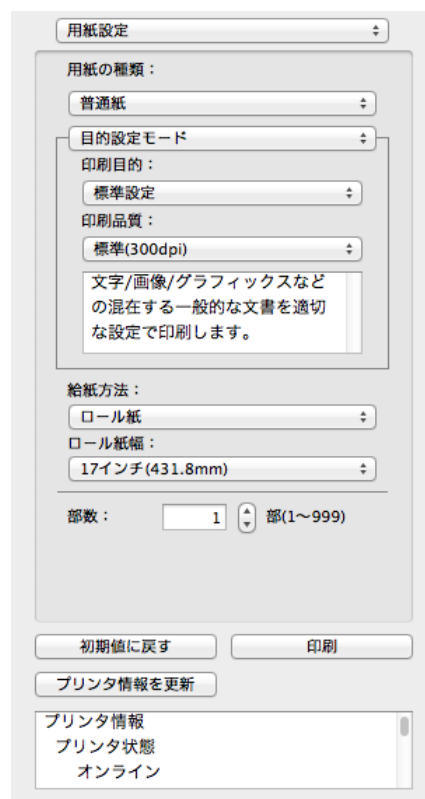 用紙設定
用紙の種類：
普通紙
目的設定モード
印刷目的：
標準設定
印刷品質：
標準(300dpi)
文字/画像/グラフィックスなど
の混在する一般的な文書を適切
な設定で印刷します。
給紙方法：
ロール紙
ロール紙幅：
17インチ(431.8mm)
部数： 1 部(1〜999)
初期値に戻す 印刷
プリンタ情報を更新
プリンタ情報
プリンタ状態
オンライン